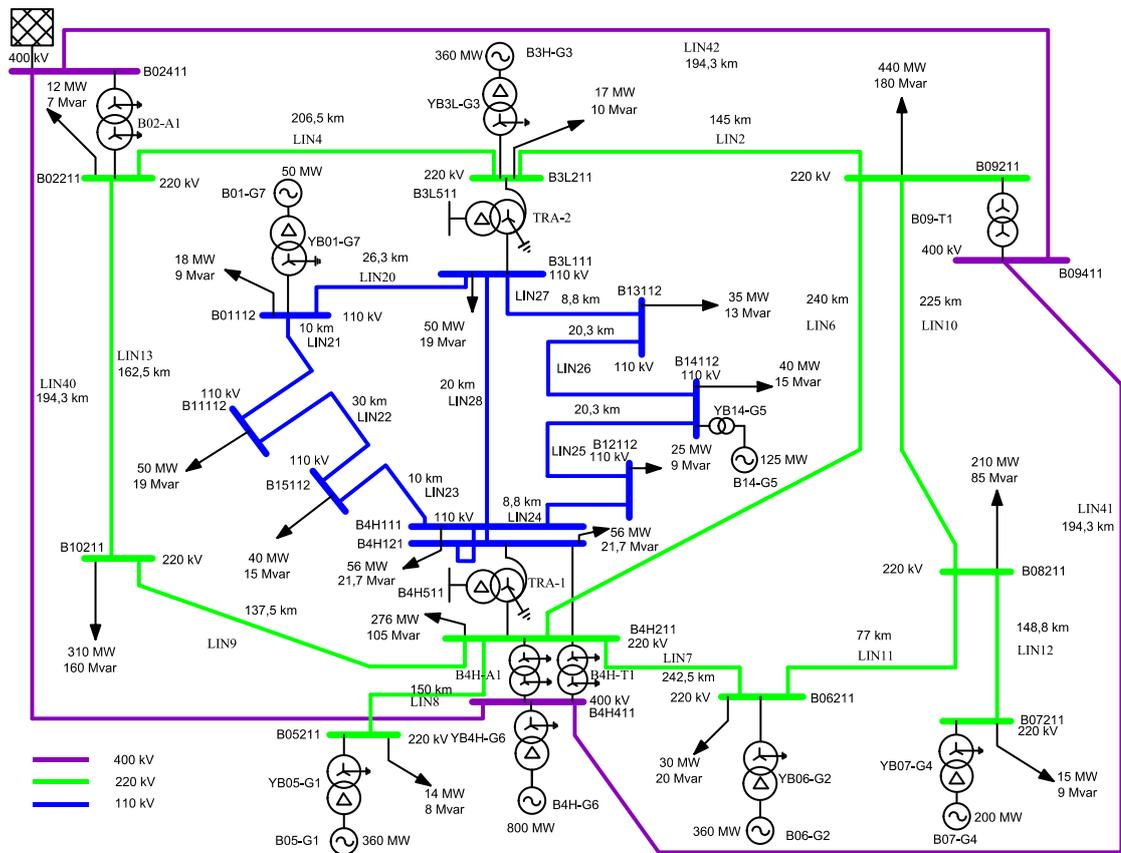 LIN42
194,3 km
400 kV
B02411
12 MW
7 Mvar
B02-A1
360 MW
B3H-G3
YB3L-G3
17 MW
10 Mvar
440 MW
180 Mvar
206,5 km
LIN4
145 km
LIN2
B02211
220 kV
220 kV
B3L211
220 kV
B09211
B3L511
TRA-2
B09-T1
400 kV
B09411
50 MW
B01-G7
YB01-G7
18 MW
9 Mvar
26,3 km
LIN20
B3L111
110 kV
LIN27
8,8 km
B13112
35 MW
13 Mvar
B01112
110 kV
10 km
LIN21
50 MW
19 Mvar
20,3 km
LIN26
110 kV
240 km
LIN6
225 km
LIN10
LIN13
162,5 km
LIN40
194,3 km
20 km
LIN28
B14112
110 kV
40 MW
15 Mvar
110 kV
B11112
30 km
LIN22
20,3 km
YB14-G5
25 MW
9 Mvar
125 MW
B14-G5
LIN25
B12112
110 kV
50 MW
19 Mvar
110 kV
B15112
10 km
LIN23
8,8 km
LIN24
210 MW
85 Mvar
LIN41
194,3 km
B4H111
110 kV
B4H121
56 MW
21,7 Mvar
40 MW
15 Mvar
56 MW
21,7 Mvar
B10211
220 kV
B4H511
TRA-1
220 kV
B08211
137,5 km
LIN9
276 MW
105 Mvar
B4H211
220 kV
310 MW
160 Mvar
77 km
LIN11
148,8 km
LIN12
B4H-A1
B4H-T1
LIN7
242,5 km
150 km
LIN8
400 kV
B4H411
220 kV
B06211
B05211
220 kV
YB4H-G6
B07211
220 kV
30 MW
20 Mvar
YB05-G1
14 MW
8 Mvar
YB06-G2
YB07-G4
15 MW
9 Mvar
B4H-G6
800 MW
B05-G1
360 MW
360 MW
B06-G2
200 MW
B07-G4
400 kV
220 kV
110 kV